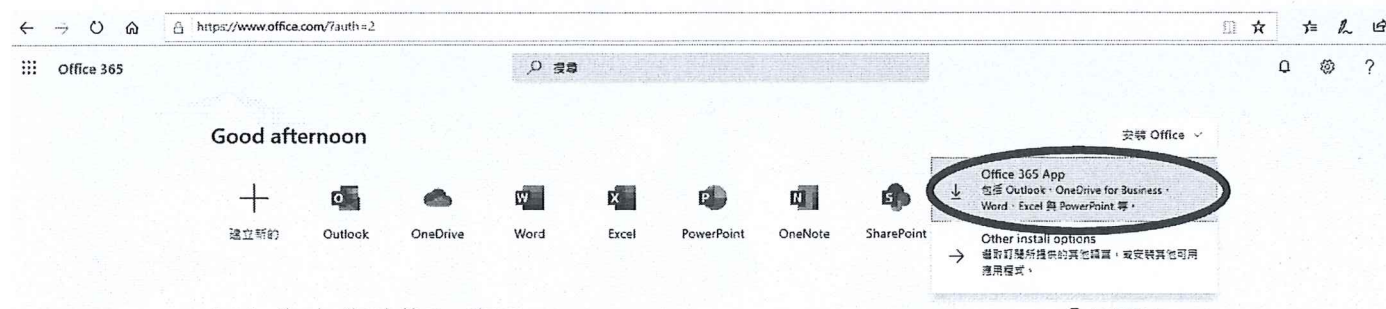 https://www.office.com/?auth=2
Office 365
搜尋
?
Good afternoon
安裝 Office
Office 365 App
包括 Outlook、OneDrive for Business、
Word、Excel 與 PowerPoint 等。
建立新的
Outlook
OneDrive
Word
Excel
PowerPoint
OneNote
SharePoint
Other install options
選取訂閱所提供的其他語言，或安裝其他可用
應用程式。